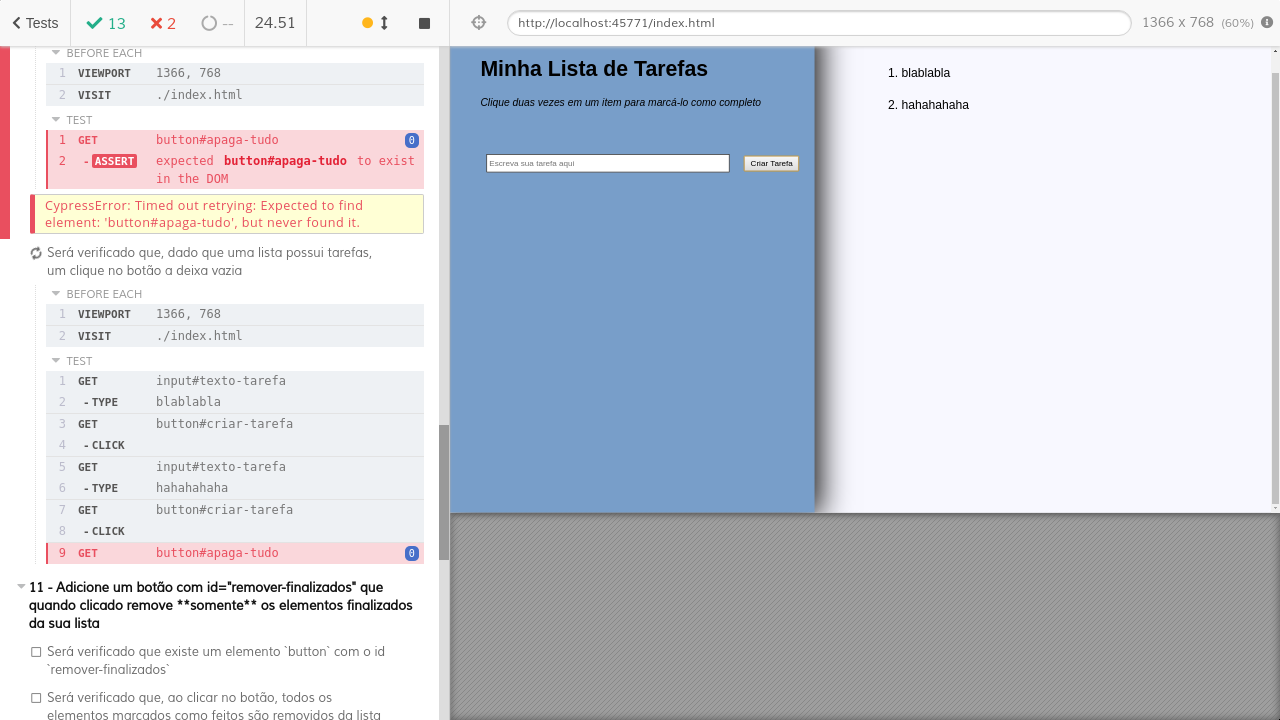 Tests
13
2
--
24.51
http://localhost:45771/index.html
1366 x 768 (60%)
BEFORE EACH
1 VIEWPORT 1366, 768
2 VISIT ./index.html
TEST
1 GET button#apaga-tudo 0
2 -ASSERT expected button#apaga-tudo to exist
in the DOM
CypressError: Timed out retrying: Expected to find
element: 'button#apaga-tudo', but never found it.
Será verificado que, dado que uma lista possui tarefas,
um clique no botão a deixa vazia
BEFORE EACH
1 VIEWPORT 1366, 768
2 VISIT ./index.html
TEST
1 GET input#texto-tarefa
2 -TYPE blablabla
3 GET button#criar-tarefa
4 -CLICK
5 GET input#texto-tarefa
6 -TYPE hahahahaha
7 GET button#criar-tarefa
8 -CLICK
9 GET button#apaga-tudo 0
11 - Adicione um botão com id="remover-finalizados" que
quando clicado remove **somente** os elementos finalizados
da sua lista
Será verificado que existe um elemento `button` com o id
`remover-finalizados`
Será verificado que, ao clicar no botão, todos os
elementos marcados como feitos são removidos da lista
Minha Lista de Tarefas
Clique duas vezes em um item para marcá-lo como completo
Escreva sua tarefa aqui
Criar Tarefa
1. blablabla
2. hahahahaha